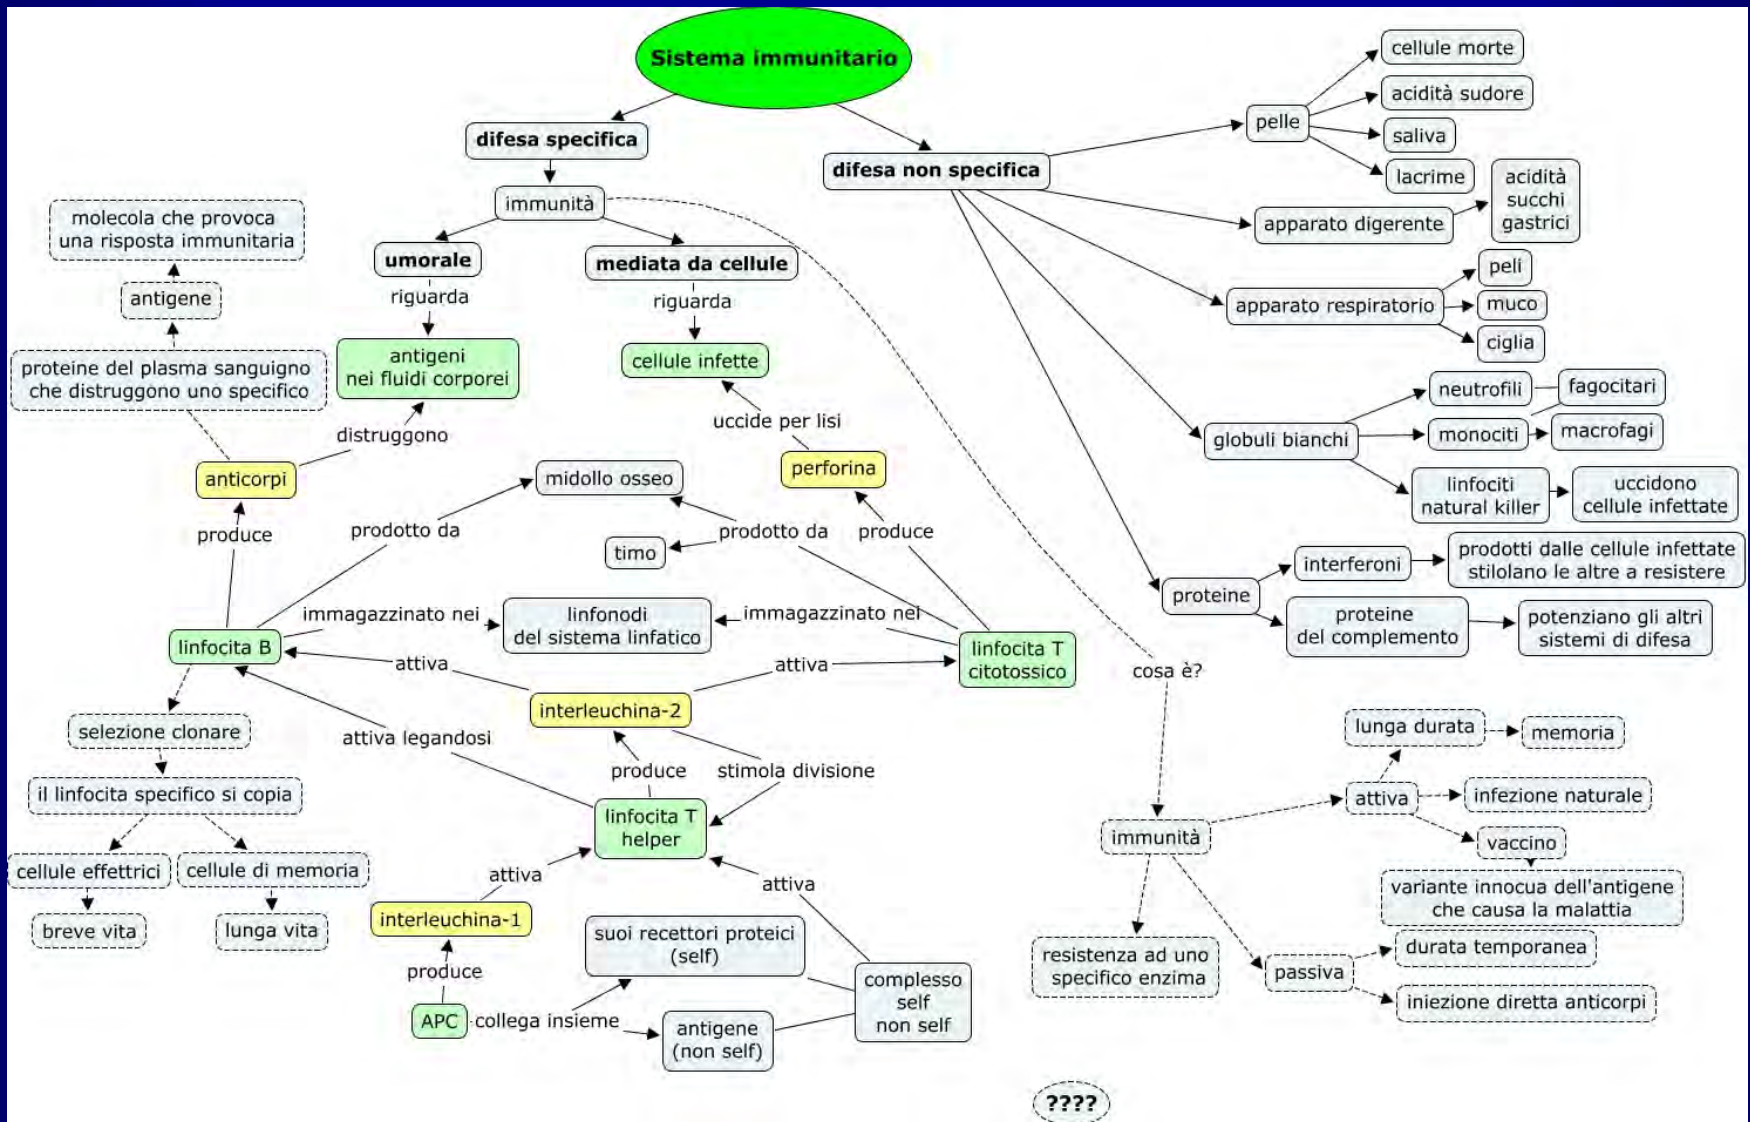 Sistema immunitario
difesa specifica
immunità
umorale
riguarda
antigeni
nei fluidi corporei
mediata da cellule
riguarda
cellule infette
uccide per lisi
perforina
produce
molecola che provoca
una risposta immunitaria
antigene
proteine del plasma sanguigno
che distruggono uno specifico
distruggono
anticorpi
produce
midollo osseo
prodotto da
prodotto da
timo
immagazzinato nei
linfonodi
del sistema linfatico
immagazzinato nei
linfocita B
linfocita T
citotossico
attiva
attiva
interleuchina-2
attiva legandosi
produce
stimola divisione
linfocita T
helper
selezione clonare
il linfocita specifico si copia
cellule effettrici
cellule di memoria
breve vita
lunga vita
attiva
attiva
interleuchina-1
produce
APC
collega insieme
suoi recettori proteici
(self)
antigene
(non self)
complesso
self
non self
difesa non specifica
pelle
cellule morte
acidità sudore
saliva
lacrime
apparato digerente
acidità
succhi
gastrici
apparato respiratorio
peli
muco
ciglia
globuli bianchi
neutrofili
fagocitari
monociti
macrofagi
linfociti
natural killer
uccidono
cellule infettate
proteine
interferoni
prodotti dalle cellule infettate
stilolano le altre a resistere
proteine
del complemento
potenziano gli altri
sistemi di difesa
cosa è?
immunità
attiva
lunga durata
memoria
infezione naturale
vaccino
variante innocua dell'antigene
che causa la malattia
resistenza ad uno
specifico enzima
passiva
durata temporanea
iniezione diretta anticorpi
????